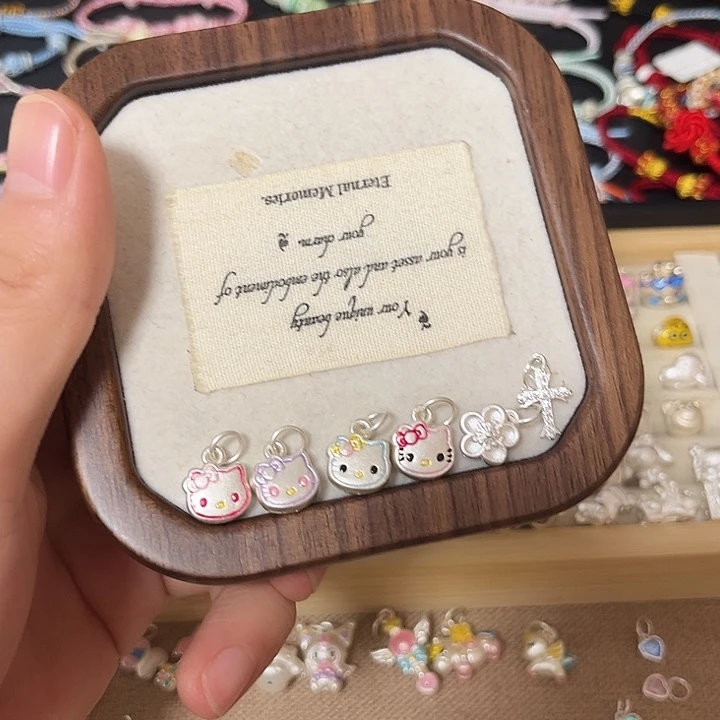 Your unique beauty
is your asset and also the embodiment of
your charm
Eternal Memories.